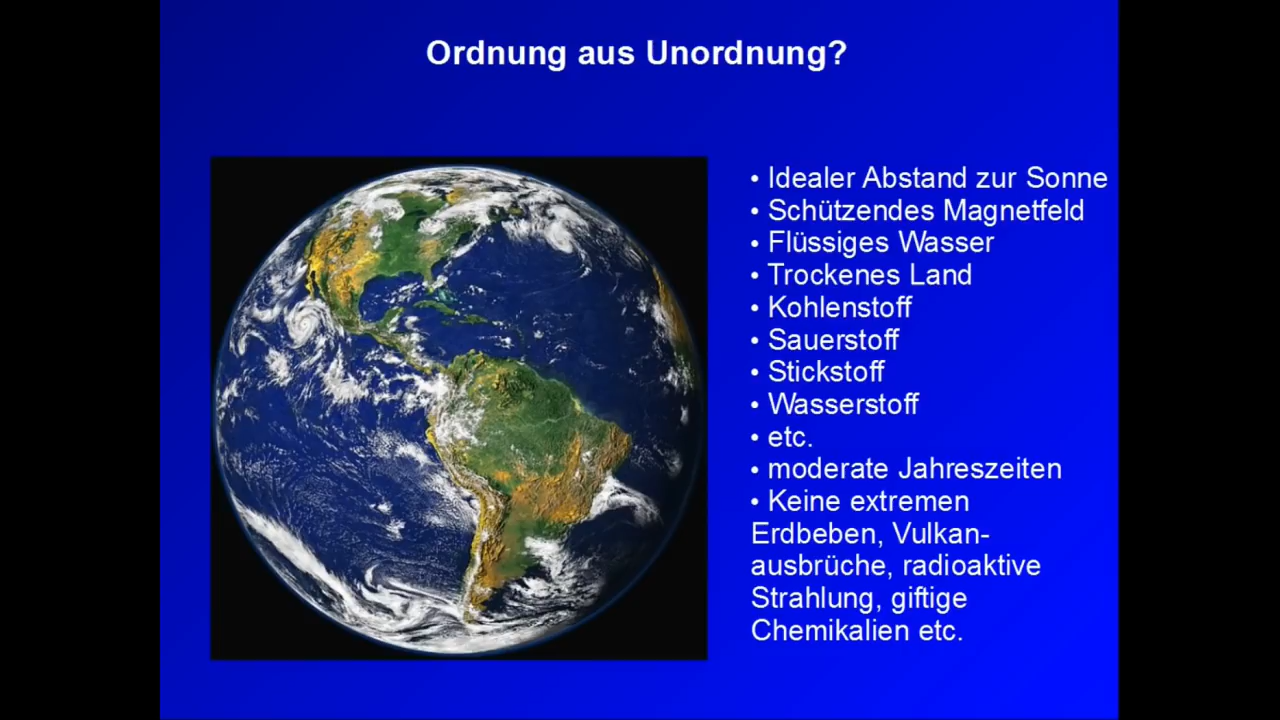 Ordnung aus Unordnung?
• Idealer Abstand zur Sonne
• Schützendes Magnetfeld
• Flüssiges Wasser
• Trockenes Land
• Kohlenstoff
• Sauerstoff
• Stickstoff
• Wasserstoff
• etc.
• moderate Jahreszeiten
• Keine extremen
Erdbeben, Vulkan-
ausbrüche, radioaktive
Strahlung, giftige
Chemikalien etc.